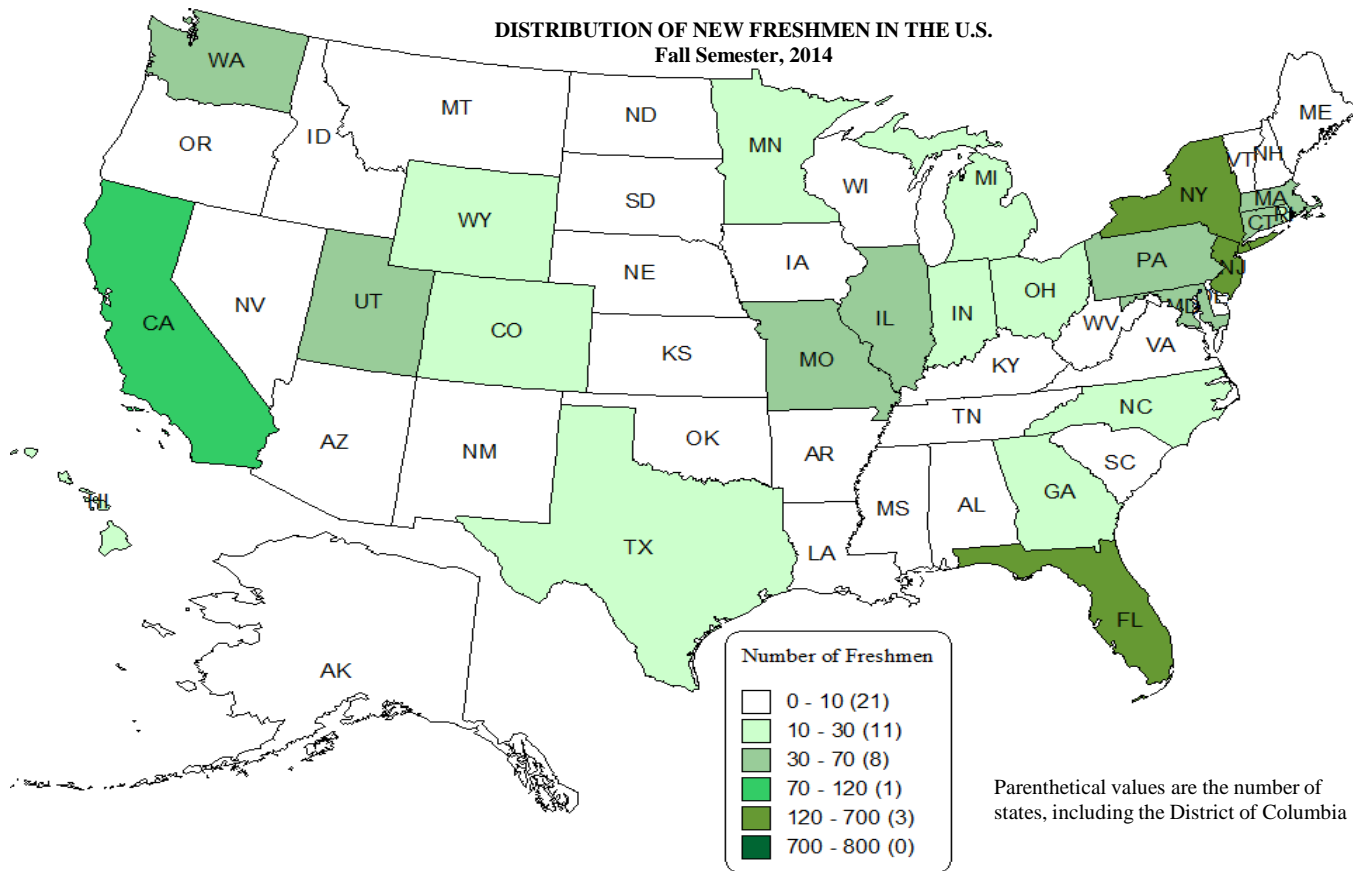 DISTRIBUTION OF NEW FRESHMEN IN THE U.S.
Fall Semester, 2014
WA
MT
ND
ME
OR
ID
MN
VT
NH
WI
MI
NY
SD
MA
WY
CT
RI
IA
PA
NE
NJ
OH
NV
UT
IL
IN
MD
CA
CO
WV
VA
KS
MO
KY
NC
TN
OK
AZ
NM
AR
SC
GA
HI
MS
AL
TX
LA
FL
AK
Number of Freshmen
0 - 10 (21)
10 - 30 (11)
30 - 70 (8)
70 - 120 (1)
120 - 700 (3)
700 - 800 (0)
Parenthetical values are the number of
states, including the District of Columbia